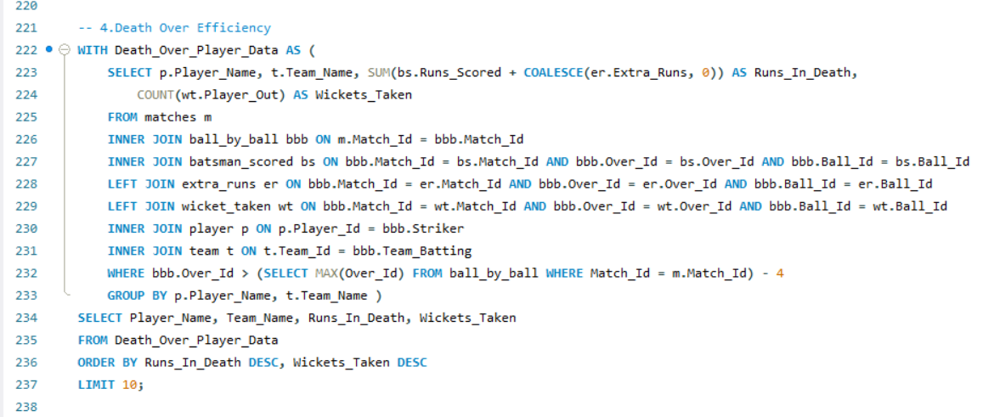 220
221 -- 4.Death Over Efficiency
222 WITH Death_Over_Player_Data AS (
223 SELECT p.Player_Name, t.Team_Name, SUM(bs.Runs_Scored + COALESCE(er.Extra_Runs, 0)) AS Runs_In_Death,
224 COUNT(wt.Player_Out) AS Wickets_Taken
225 FROM matches m
226 INNER JOIN ball_by_ball bbb ON m.Match_Id = bbb.Match_Id
227 INNER JOIN batsman_scored bs ON bbb.Match_Id = bs.Match_Id AND bbb.Over_Id = bs.Over_Id AND bbb.Ball_Id = bs.Ball_Id
228 LEFT JOIN extra_runs er ON bbb.Match_Id = er.Match_Id AND bbb.Over_Id = er.Over_Id AND bbb.Ball_Id = er.Ball_Id
229 LEFT JOIN wicket_taken wt ON bbb.Match_Id = wt.Match_Id AND bbb.Over_Id = wt.Over_Id AND bbb.Ball_Id = wt.Ball_Id
230 INNER JOIN player p ON p.Player_Id = bbb.Striker
231 INNER JOIN team t ON t.Team_Id = bbb.Team_Batting
232 WHERE bbb.Over_Id > (SELECT MAX(Over_Id) FROM ball_by_ball WHERE Match_Id = m.Match_Id) - 4
233 GROUP BY p.Player_Name, t.Team_Name )
234 SELECT Player_Name, Team_Name, Runs_In_Death, Wickets_Taken
235 FROM Death_Over_Player_Data
236 ORDER BY Runs_In_Death DESC, Wickets_Taken DESC
237 LIMIT 10;
238